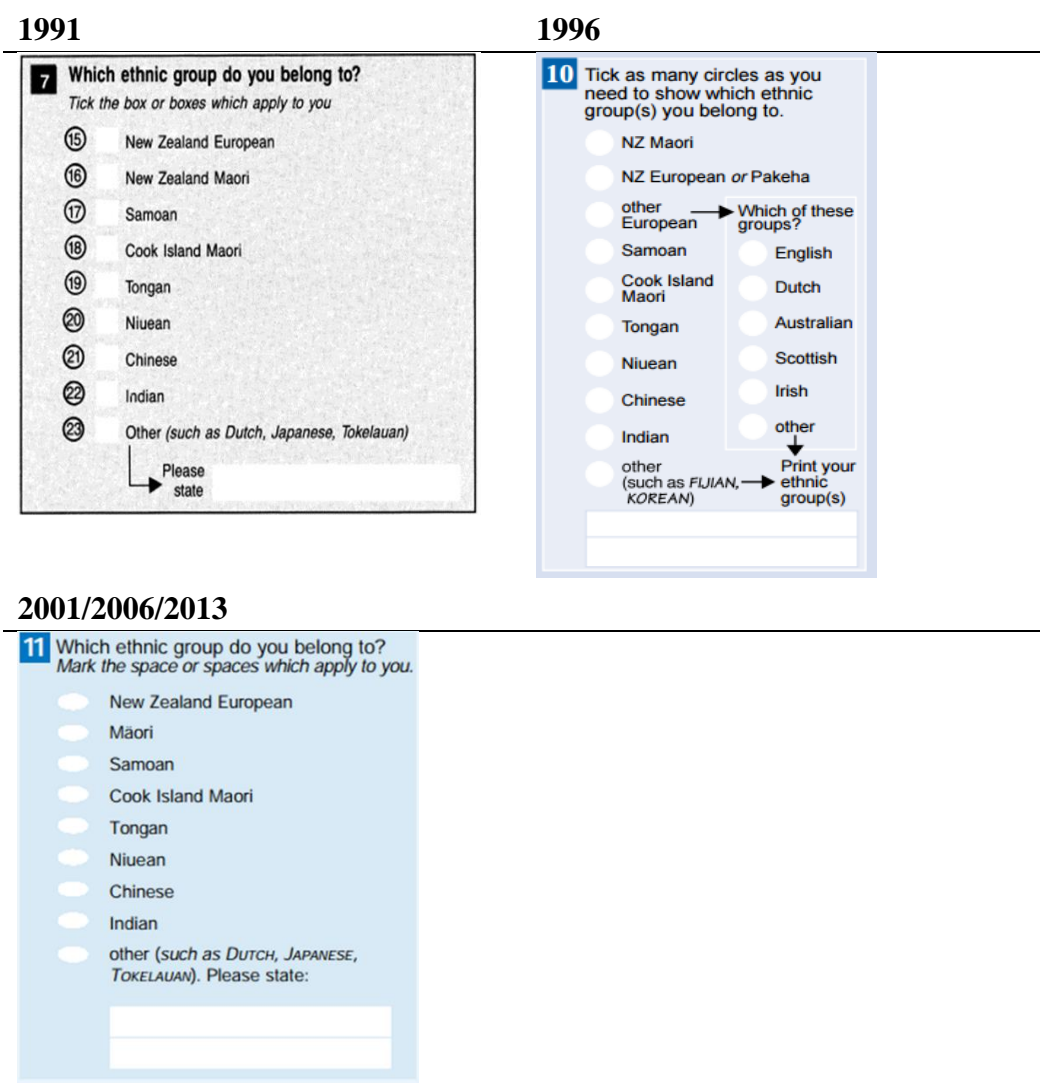 1991
7 Which ethnic group do you belong to?
Tick the box or boxes which apply to you
15 New Zealand European
16 New Zealand Maori
17 Samoan
18 Cook Island Maori
19 Tongan
20 Niuean
21 Chinese
22 Indian
23 Other (such as Dutch, Japanese, Tokelauan)
Please
state
1996
10 Tick as many circles as you
need to show which ethnic
group(s) you belong to.
NZ Maori
NZ European or Pakeha
other
European
Which of these
groups?
English
Dutch
Australian
Scottish
Irish
other
Samoan
Cook Island
Maori
Tongan
Niuean
Chinese
Indian
other
(such as FIJIAN,
KOREAN)
Print your
ethnic
group(s)
2001/2006/2013
11 Which ethnic group do you belong to?
Mark the space or spaces which apply to you.
New Zealand European
Mäori
Samoan
Cook Island Maori
Tongan
Niuean
Chinese
Indian
other (such as DUTCH, JAPANESE,
TOKELAUAN). Please state: